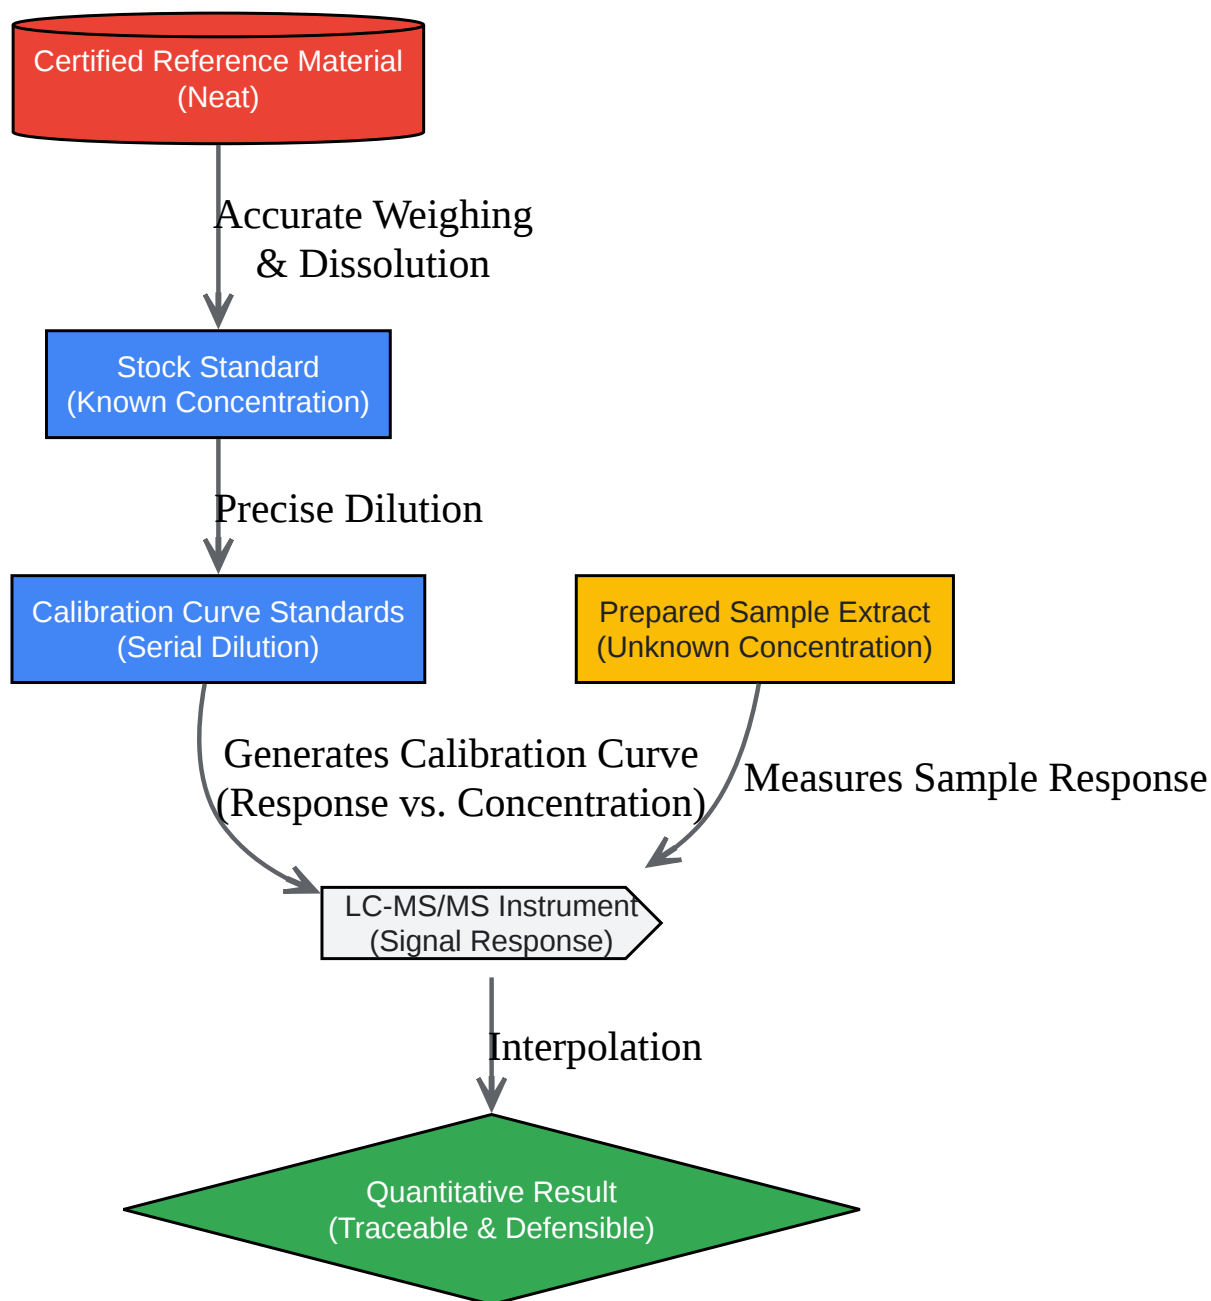 Certified Reference Material
(Neat)
Accurate Weighing
& Dissolution
Stock Standard
(Known Concentration)
Precise Dilution
Calibration Curve Standards
(Serial Dilution)
Prepared Sample Extract
(Unknown Concentration)
Generates Calibration Curve
(Response vs. Concentration)
Measures Sample Response
LC-MS/MS Instrument
(Signal Response)
Interpolation
Quantitative Result
(Traceable & Defensible)